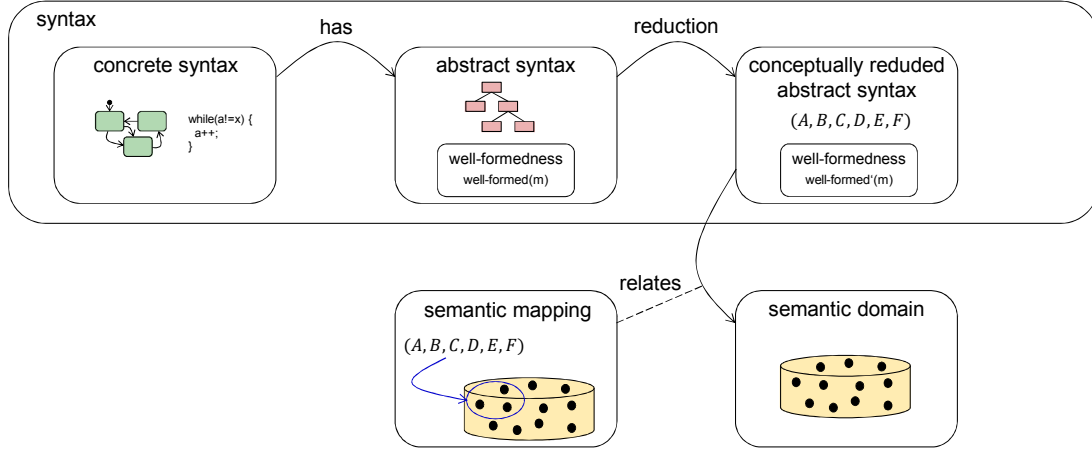 syntax
has
reduction
concrete syntax
while(a!=x) {
a++;
}
abstract syntax
well-formedness
well-formed(m)
conceptually reduded
abstract syntax
(A, B, C, D, E, F)
well-formedness
well-formed‘(m)
relates
semantic mapping
(A, B, C, D, E, F)
semantic domain